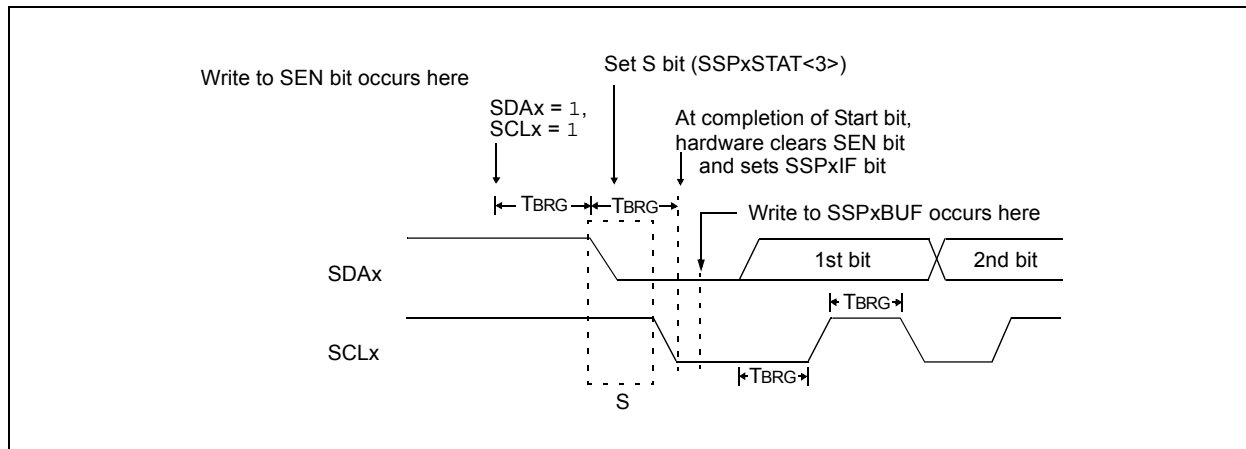 Set S bit (SSPxSTAT<3>)
Write to SEN bit occurs here
SDAx = 1,
SCLx = 1
At completion of Start bit,
hardware clears SEN bit
and sets SSPxIF bit
TBRG
TBRG
Write to SSPxBUF occurs here
SDAx
1st bit
2nd bit
TBRG
SCLx
TBRG
S